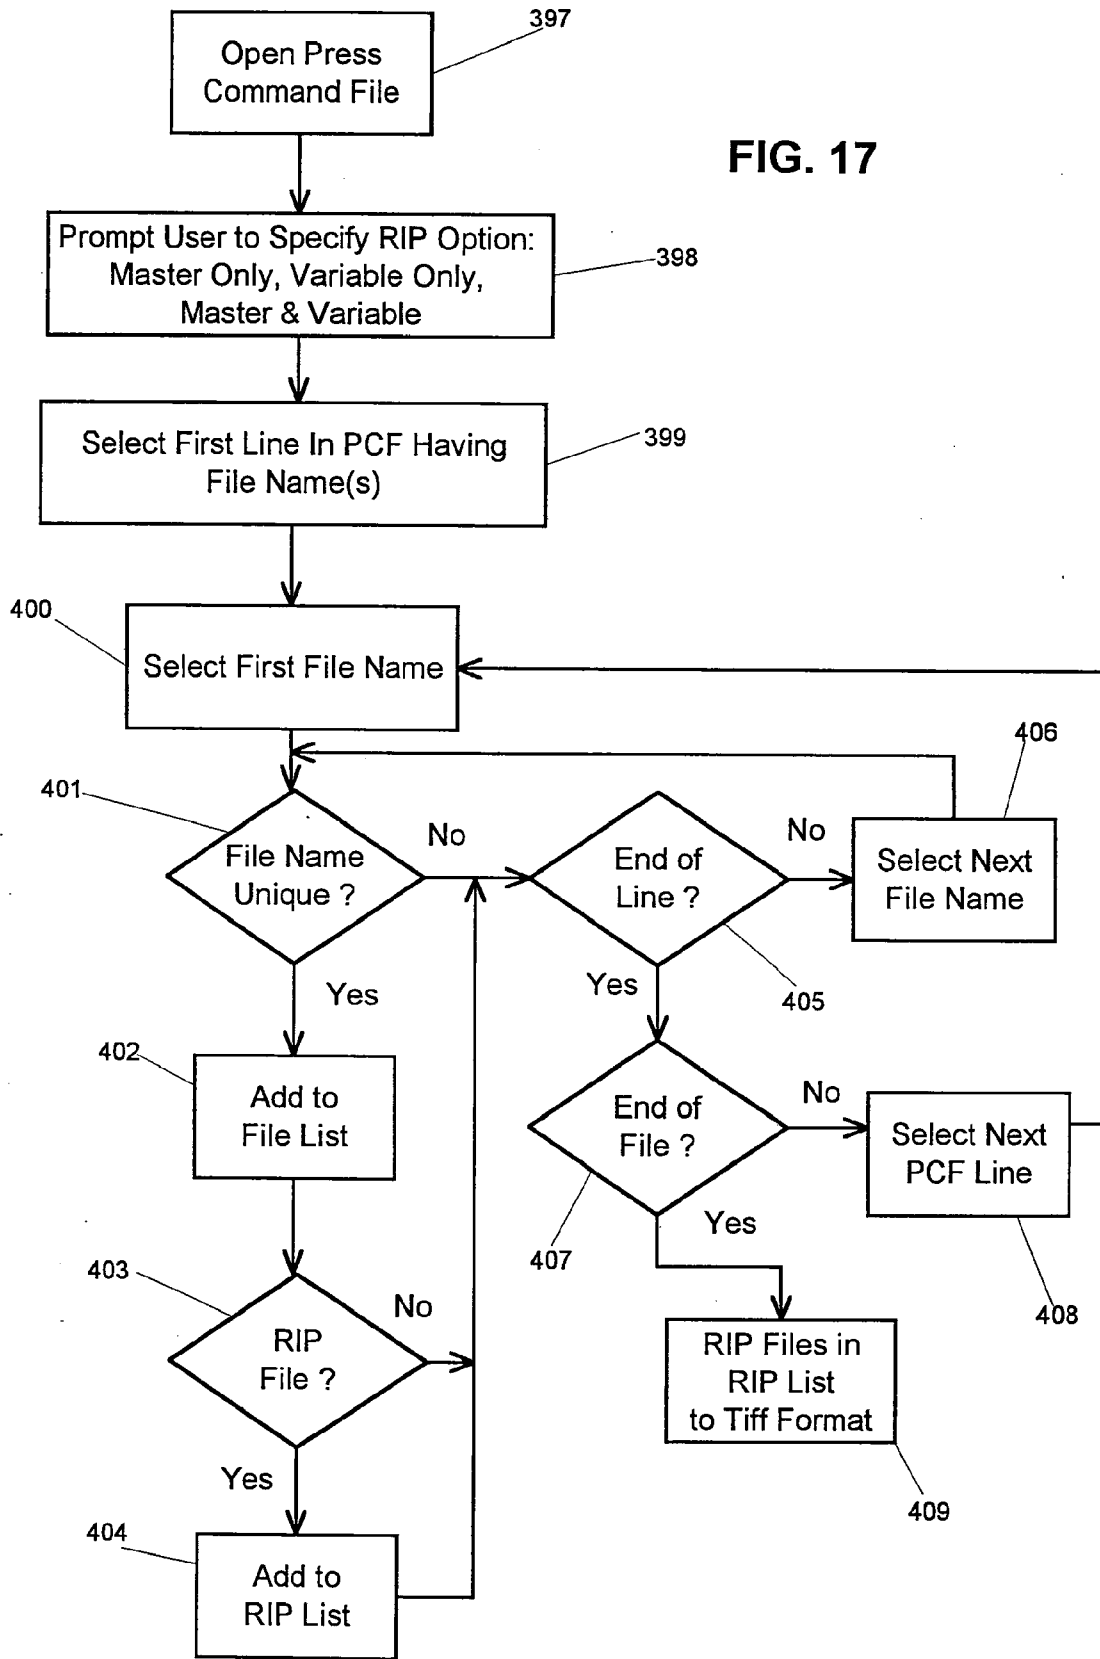 397
Open Press
Command File
FIG. 17
Prompt User to Specify RIP Option:
Master Only, Variable Only,
Master & Variable
398
Select First Line In PCF Having
File Name(s)
399
400
Select First File Name
401
File Name
Unique ?
No
End of
Line ?
No
406
Select Next
File Name
Yes
Yes
405
402
Add to
File List
End of
File ?
No
Select Next
PCF Line
Yes
407
408
403
RIP
File ?
No
RIP Files in
RIP List
to Tiff Format
409
Yes
404
Add to
RIP List